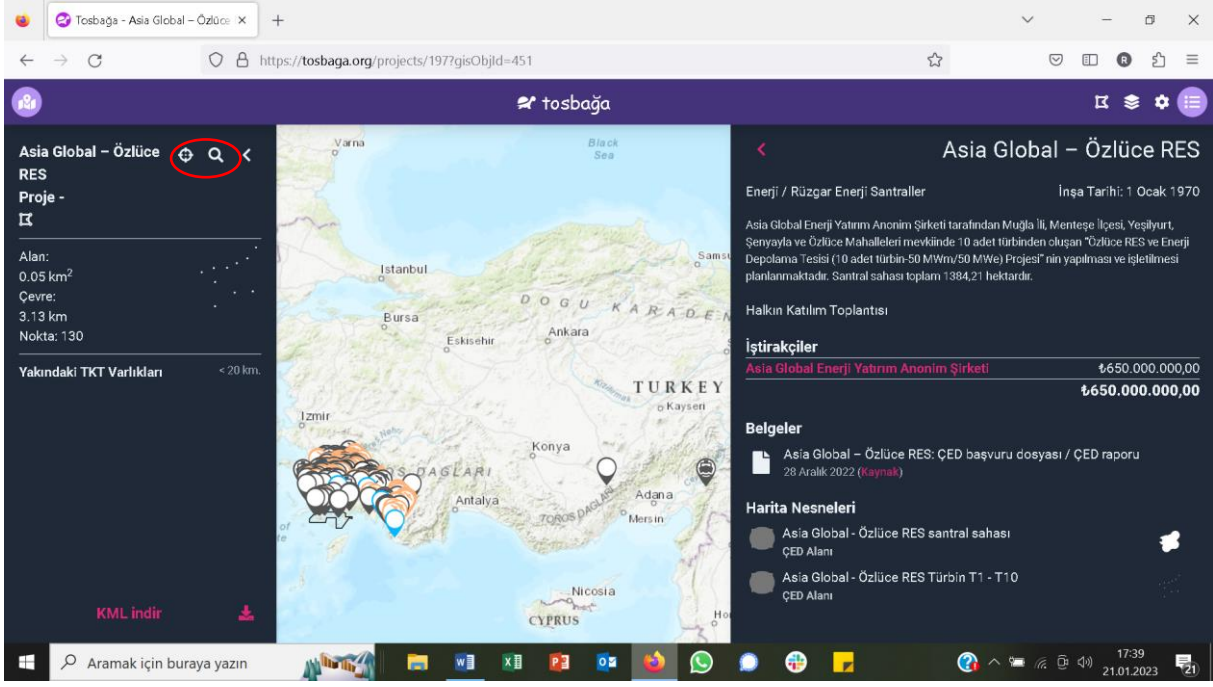 Tosbağa - Asia Global – Özlüce
https://tosbaga.org/projects/197?gisObjId=451
tosbağa
Asia Global – Özlüce
RES
Proje -
Alan:
0.05 km²
Çevre:
3.13 km
Nokta: 130
Yakındaki TKT Varlıkları
< 20 km.
KML indir
Varna
Black
Sea
Istanbul
Samsu
DOGU KARADEN
Bursa
Ankara
Eskisehir
TURKEY
Kayseri
Izmir
Konya
DAGLARI
Antalya
Adana
TOROS DAGLAR
Mersin
Nicosia
CYPRUS
Asia Global – Özlüce RES
Enerji / Rüzgar Enerji Santraller
İnşa Tarihi: 1 Ocak 1970
Asia Global Enerji Yatırım Anonim Şirketi tarafından Muğla İli, Menteşe İlçesi, Yeşilyurt,
Şenyayla ve Özlüce Mahalleleri mevkiinde 10 adet türbinden oluşan "Özlüce RES ve Enerji
Depolama Tesisi (10 adet türbin-50 MWm/50 MWe) Projesi" nin yapılması ve işletilmesi
planlanmaktadır. Santral sahası toplam 1384,21 hektardır.
Halkın Katılım Toplantısı
İştirakçiler
Asia Global Enerji Yatırım Anonim Şirketi
₺650.000.000,00
₺650.000.000,00
Belgeler
Asia Global – Özlüce RES: ÇED başvuru dosyası / ÇED raporu
28 Aralık 2022 (Kaynak)
Harita Nesneleri
Asia Global - Özlüce RES santral sahası
ÇED Alanı
Asia Global - Özlüce RES Türbin T1 - T10
ÇED Alanı
Aramak için buraya yazın
17:39
21.01.2023
21